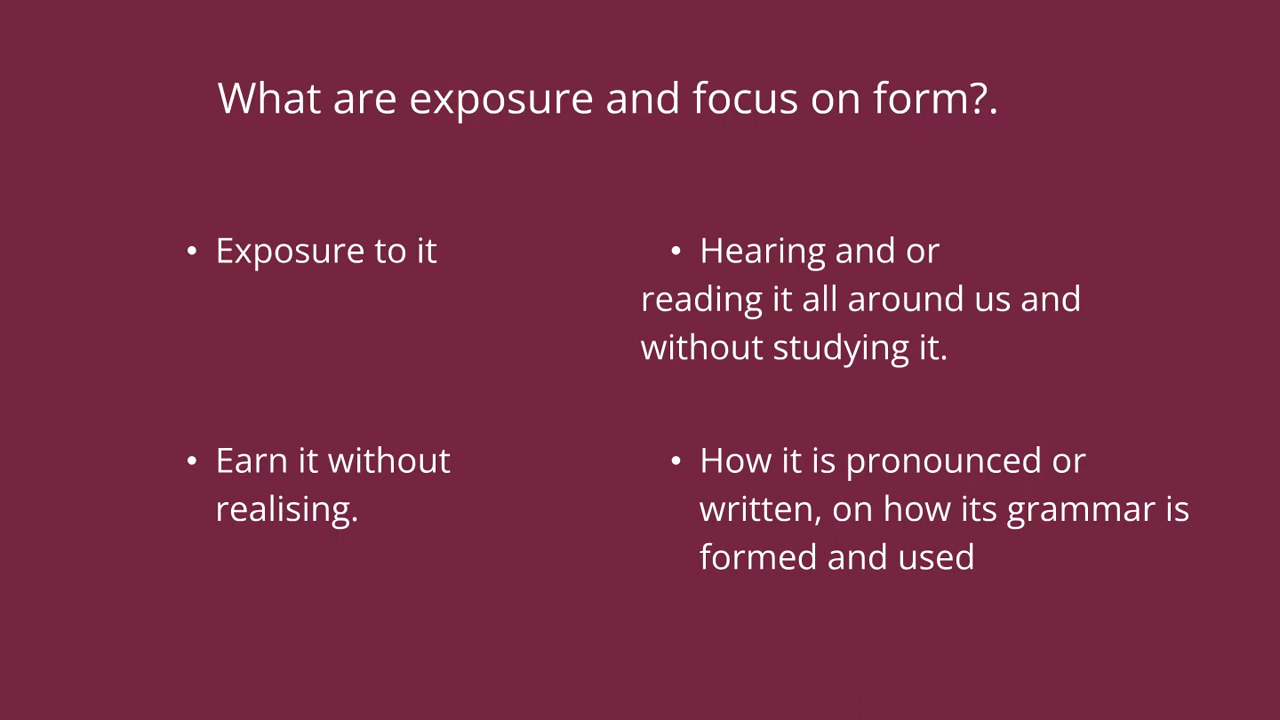 What are exposure and focus on form?.
• Exposure to it
• Hearing and or
reading it all around us and
without studying it.
• Earn it without
realising.
• How it is pronounced or
written, on how its grammar is
formed and used